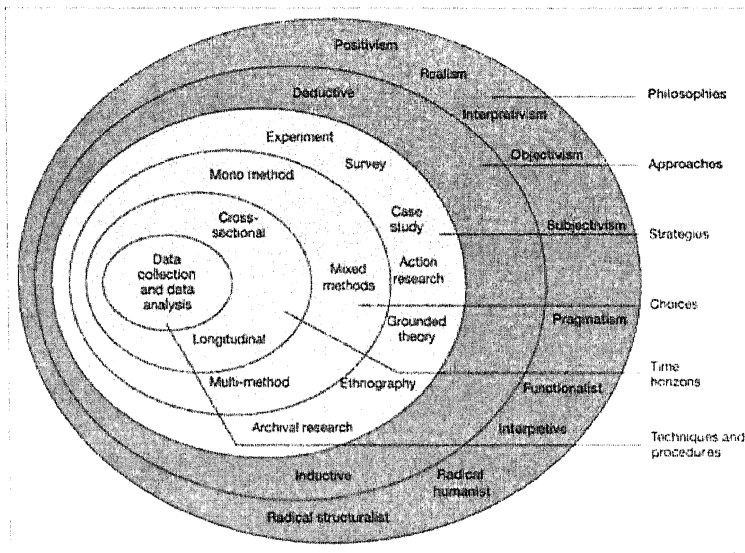 Positivism
Realism
Philosophies
Deductive
Interpretivism
Experiment
Objectivism
Survey
Approaches
Mono method
Case
study
Cross-
sectional
Subjectivism
Strategies
Data
collection
and data
analysis
Mixed
methods
Action
research
Choices
Grounded
theory
Pragmatism
Longitudinal
Time
horizons
Multi-method
Ethnography
Functionalist
Archival research
Interpretive
Techniques and
procedures
Inductive
Radical
humanist
Radical structuralist